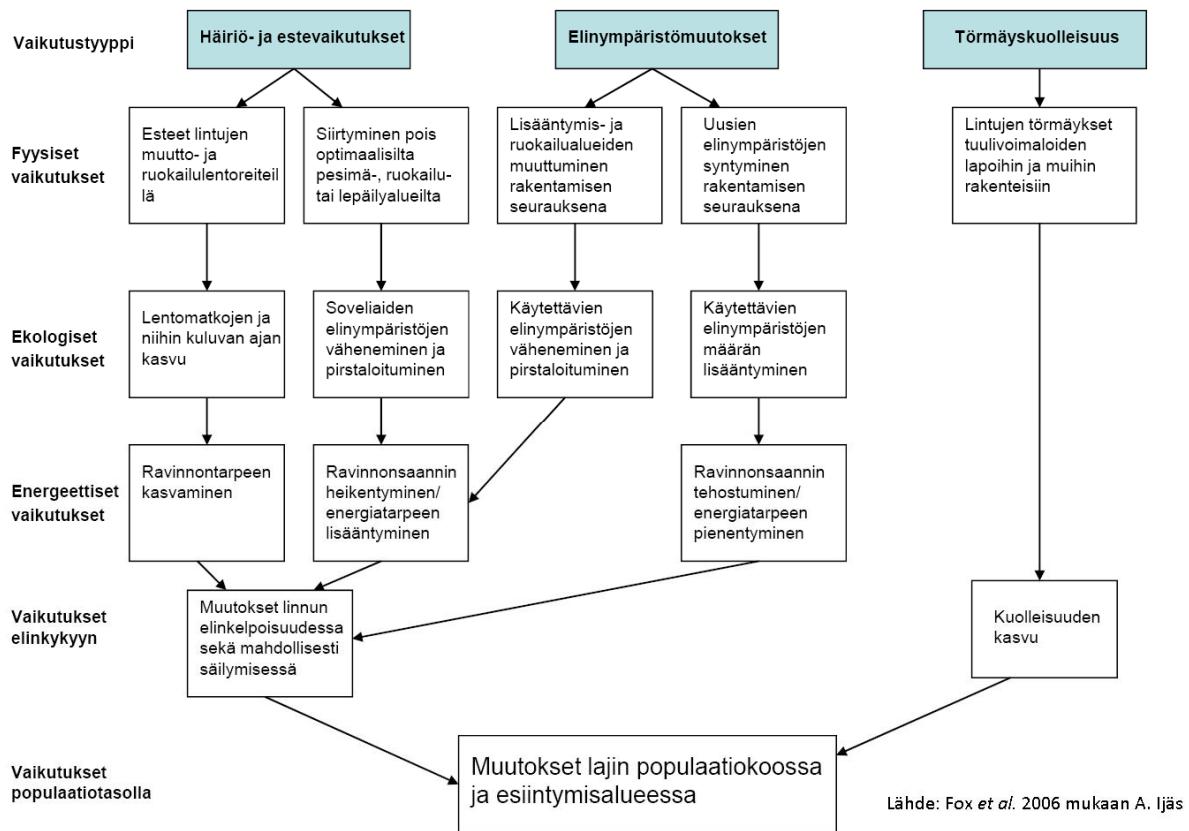 Vaikutustyyppi
Häiriö- ja estevaikutukset
Elinympäristömuutokset
Törmäyskuolleisuus
Fyysiset
vaikutukset
Esteet lintujen
muutto- ja
ruokailulentoreiteil
lä
Siirtyminen pois
optimaalisilta
pesimä-, ruokailu-
tai lepäilyalueilta
Lisääntymis- ja
ruokailualueiden
muuttuminen
rakentamisen
seurauksena
Uusien
elinympäristöjen
syntyminen
rakentamisen
seurauksena
Lintujen törmäykset
tuulivoimaloiden
lapoihin ja muihin
rakenteisiin
Ekologiset
vaikutukset
Lentomatkojen ja
niihin kuluvan ajan
kasvu
Soveliaiden
elinympäristöjen
väheneminen ja
pirstaloituminen
Käytettävien
elinympäristöjen
väheneminen ja
pirstaloituminen
Käytettävien
elinympäristöjen
määrän
lisääntyminen
Energeettiset
vaikutukset
Ravinnontarpeen
kasvaminen
Ravinnonsaannin
heikentyminen/
energiatarpeen
lisääntyminen
Ravinnonsaannin
tehostuminen/
energiatarpeen
pienentyminen
Vaikutukset
elinkykyyn
Muutokset linnun
elinkelpoisuudessa
sekä mahdollisesti
säilymisessä
Kuolleisuuden
kasvu
Vaikutukset
populaatiotasolla
Muutokset lajin populaatiokoossa
ja esiintymisalueessa
Lähde: Fox et al. 2006 mukaan A. Ijäs